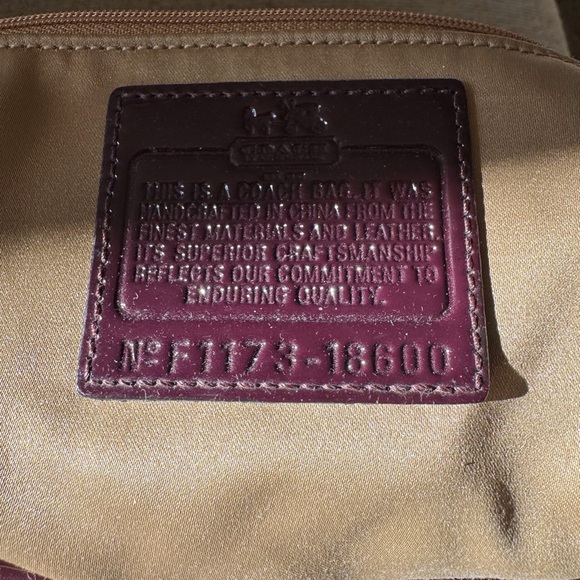 THIS IS A COACH BAG. IT WAS
HANDCRAFTED IN CHINA FROM THE
FINEST MATERIALS AND LEATHER.
ITS SUPERIOR CRAFTSMANSHIP
REFLECTS OUR COMMITMENT TO
ENDURING QUALITY.
Nº F1173-18600